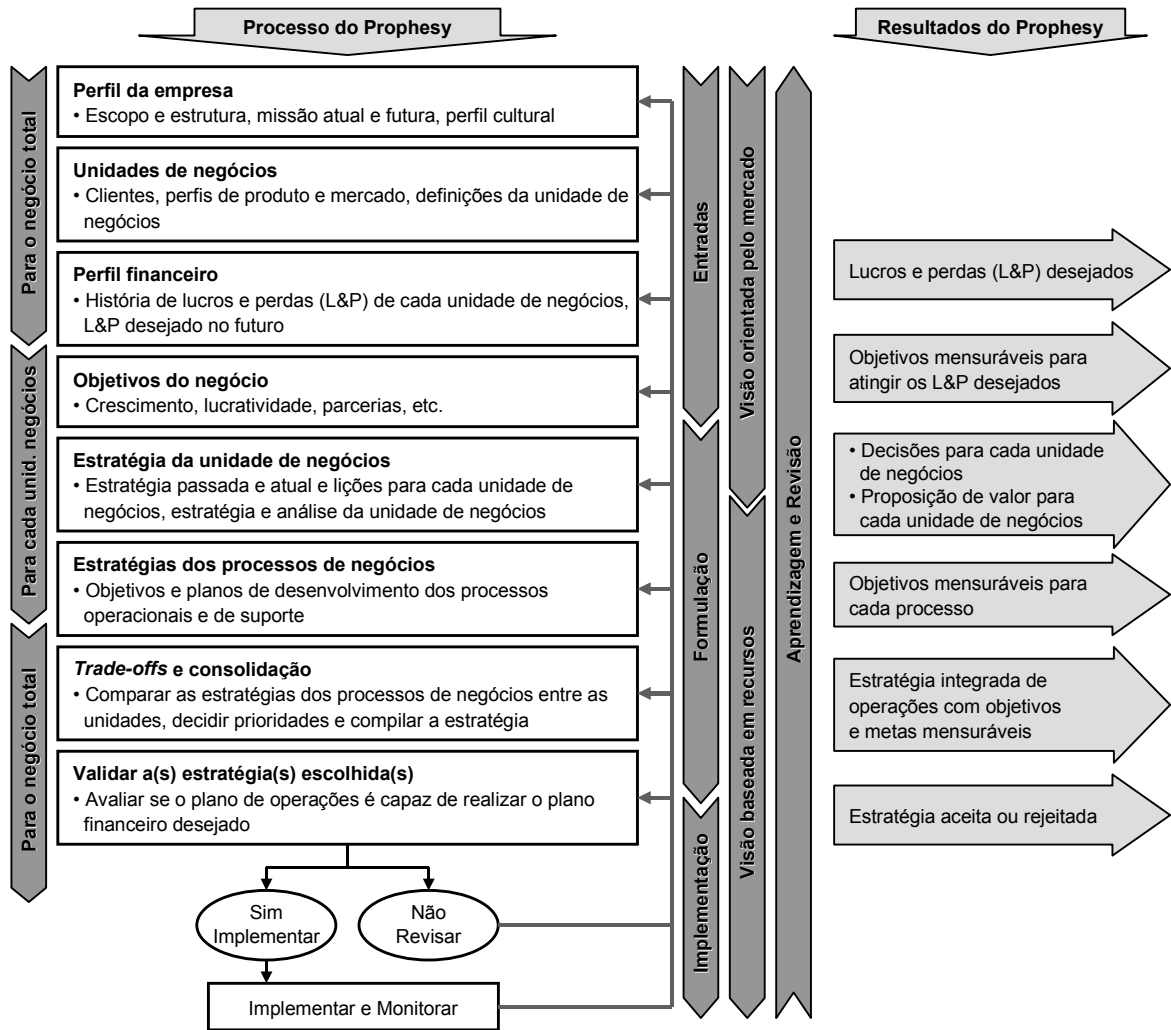 Processo do Prophesy
Resultados do Prophesy
Para o negócio total
Para cada unid. negócios
Para o negócio total
Perfil da empresa
• Escopo e estrutura, missão atual e futura, perfil cultural
Unidades de negócios
• Clientes, perfis de produto e mercado, definições da unidade de
negócios
Perfil financeiro
• História de lucros e perdas (L&P) de cada unidade de negócios,
L&P desejado no futuro
Objetivos do negócio
• Crescimento, lucratividade, parcerias, etc.
Estratégia da unidade de negócios
• Estratégia passada e atual e lições para cada unidade de
negócios, estratégia e análise da unidade de negócios
Estratégias dos processos de negócios
• Objetivos e planos de desenvolvimento dos processos
operacionais e de suporte
Trade-offs e consolidação
• Comparar as estratégias dos processos de negócios entre as
unidades, decidir prioridades e compilar a estratégia
Validar a(s) estratégia(s) escolhida(s)
• Avaliar se o plano de operações é capaz de realizar o plano
financeiro desejado
Sim
Implementar
Não
Revisar
Implementar e Monitorar
Entradas
Formulação
Implementação
Visão orientada pelo mercado
Visão baseada em recursos
Aprendizagem e Revisão
Lucros e perdas (L&P) desejados
Objetivos mensuráveis para
atingir os L&P desejados
• Decisões para cada unidade
de negócios
• Proposição de valor para
cada unidade de negócios
Objetivos mensuráveis para
cada processo
Estratégia integrada de
operações com objetivos
e metas mensuráveis
Estratégia aceita ou rejeitada